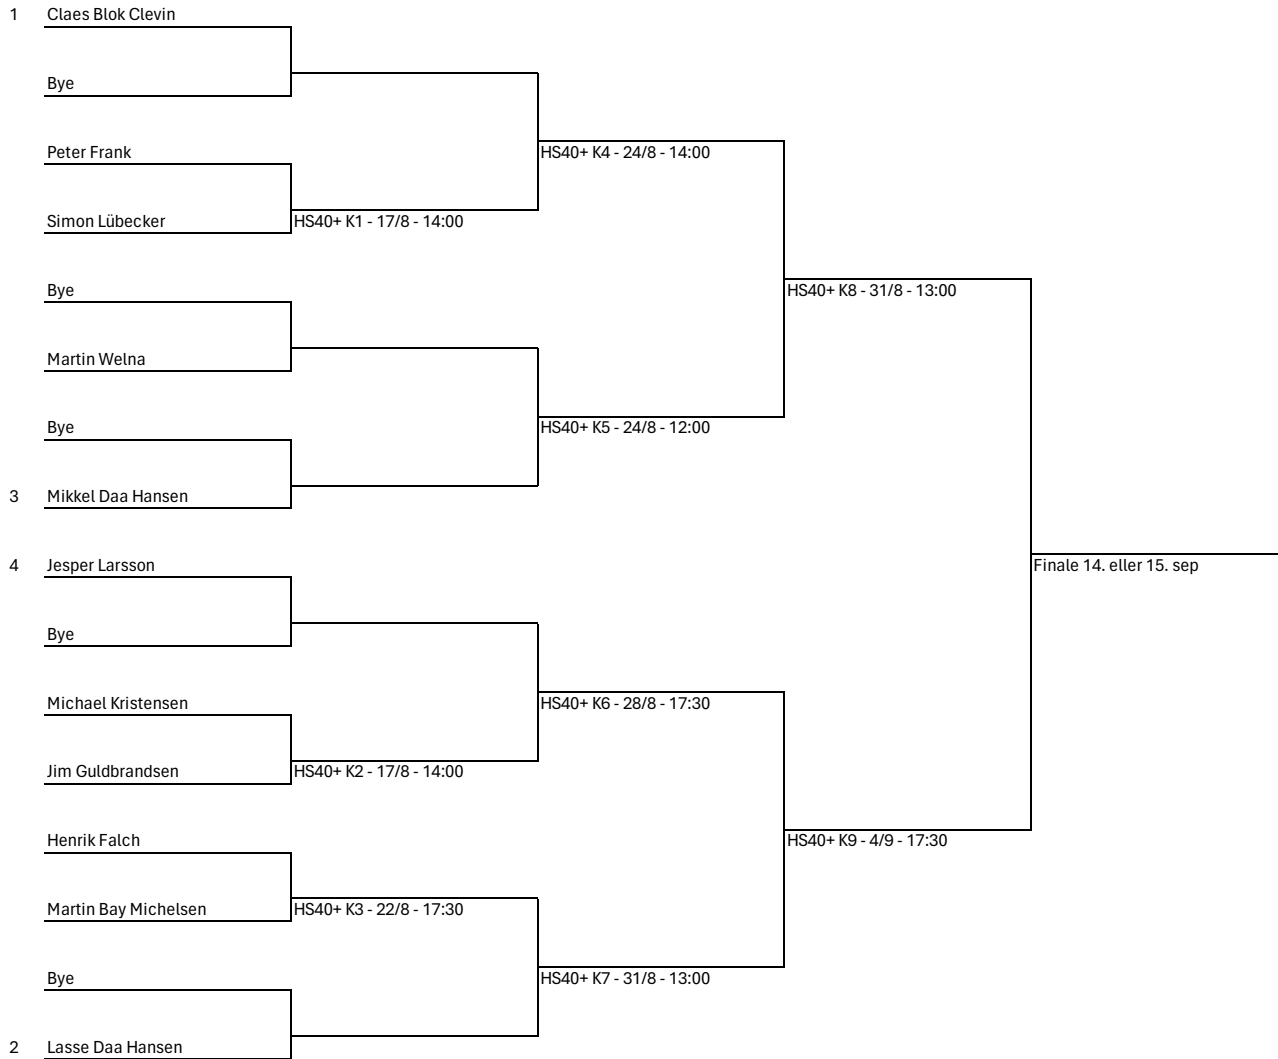 1 Claes Blok Clevin
Bye
Peter Frank
HS40+ K4 - 24/8 - 14:00
Simon Lübecker
HS40+ K1 - 17/8 - 14:00
Bye
HS40+ K8 - 31/8 - 13:00
Martin Welna
Bye
HS40+ K5 - 24/8 - 12:00
3 Mikkel Daa Hansen
4 Jesper Larsson
Finale 14. eller 15. sep
Bye
Michael Kristensen
HS40+ K6 - 28/8 - 17:30
Jim Guldbrandsen
HS40+ K2 - 17/8 - 14:00
Henrik Falch
HS40+ K9 - 4/9 - 17:30
Martin Bay Michelsen
HS40+ K3 - 22/8 - 17:30
Bye
HS40+ K7 - 31/8 - 13:00
2 Lasse Daa Hansen